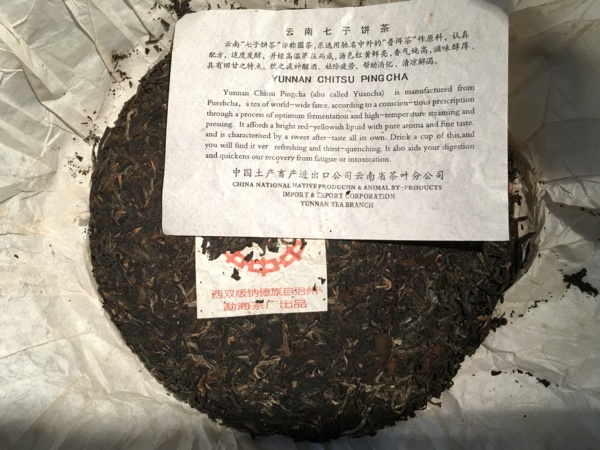 云南七子饼茶
云南“七子饼茶”亦称圆茶,系选用驰名中外的“普洱茶”作原料,认真
配方,适度发酵,并经高温蒸压而成,汤色红黄鲜亮,香气纯高,滋味醇厚,
具有回甘之特点。饮之提神醒酒、祛除疲劳、帮助消化、清凉解渴。
YUNNAN CHITSU PINGCHA
Yunnan Chitsu Pingcha (also called Yuancha) is manufactured from
Puerhcha, a tea of world-wide fame, according to a conscien-tious prescription
through a process of optimum fermentation and high-temperature steaming and
pressing. It affords a bright red-yellowish lipuid with pure aroma and fine taste,
and is characterised by a sweet after-taste all its own. Drink a cup of this,and
you will find it ver refreshing and thirst-quenching. It also aids your digestion
and quickens our recovery from fatigue or intoxication.
中国土产畜产进出口公司云南省茶叶分公司
CHINA NATIONAL NATIVE PRODUCHN & ANIMAL BY-PRODUCTS
IMPORT & EXPORT CORPORATION
YUNNAN TEA BRANCH
西双版纳傣族自治州
勐海茶厂出品